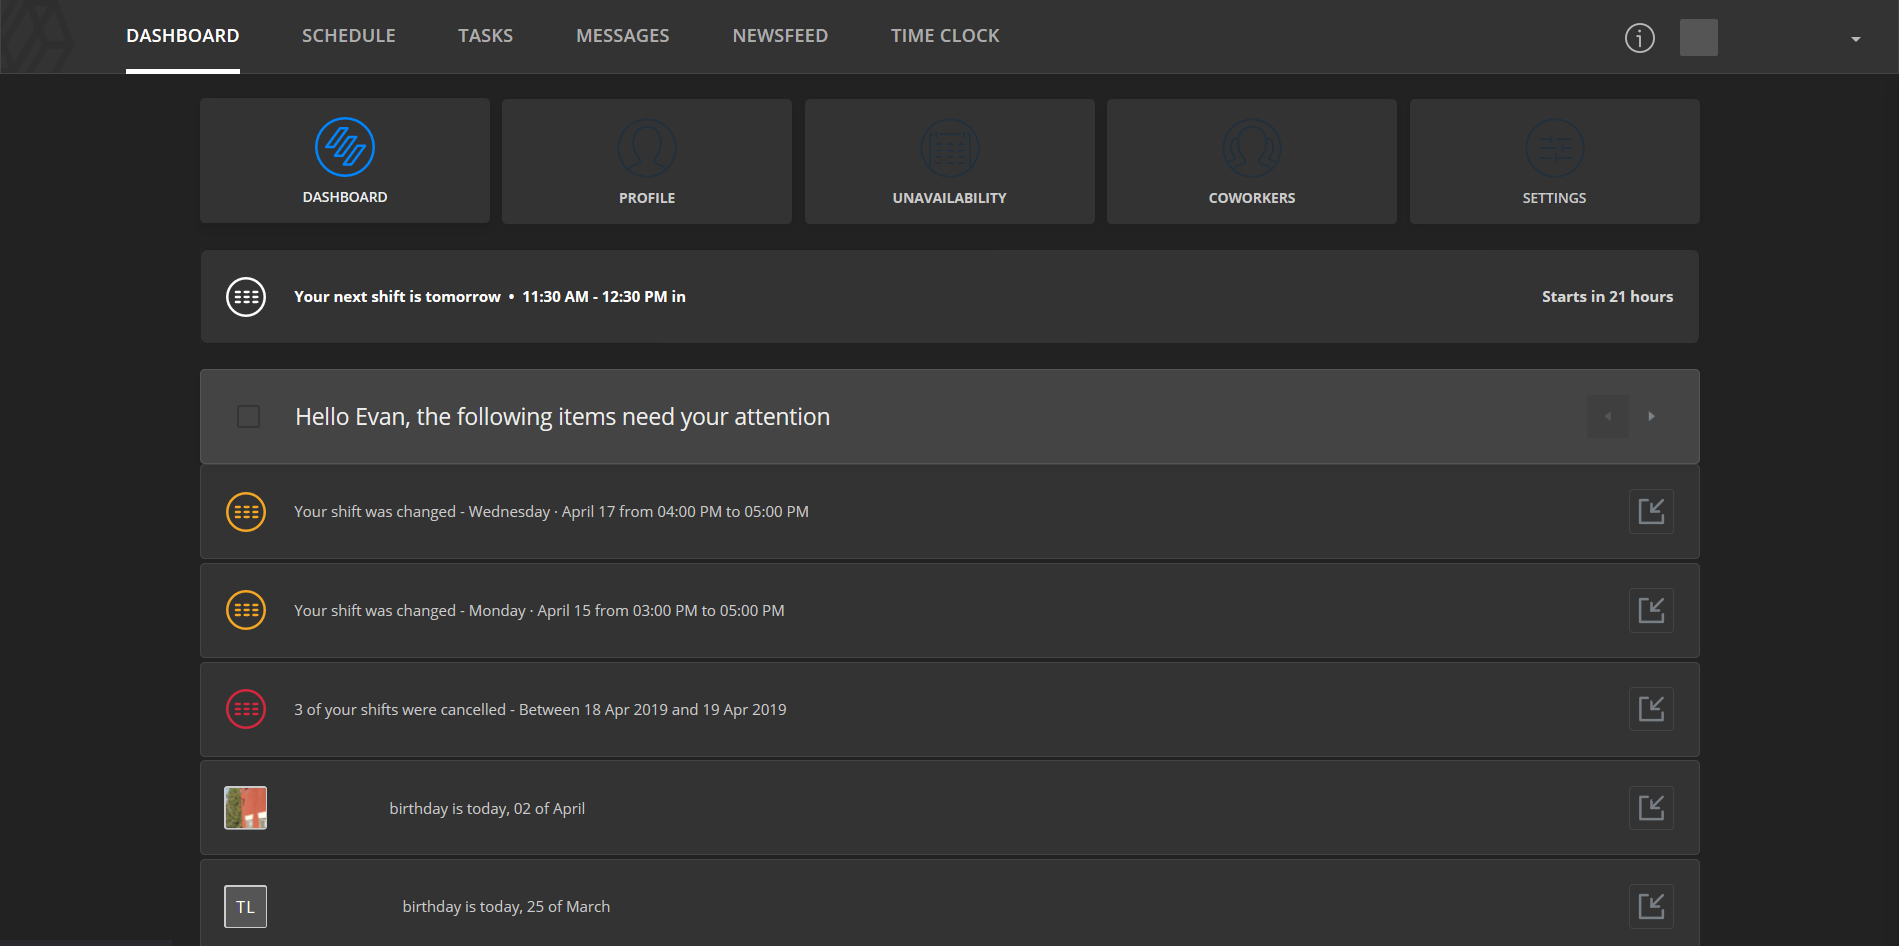 DASHBOARD SCHEDULE TASKS MESSAGES NEWSFEED TIME CLOCK
DASHBOARD PROFILE UNAVAILABILITY COWORKERS SETTINGS
Your next shift is tomorrow • 11:30 AM - 12:30 PM in Starts in 21 hours
Hello Evan, the following items need your attention
Your shift was changed - Wednesday · April 17 from 04:00 PM to 05:00 PM
Your shift was changed - Monday · April 15 from 03:00 PM to 05:00 PM
3 of your shifts were cancelled - Between 18 Apr 2019 and 19 Apr 2019
birthday is today, 02 of April
TL birthday is today, 25 of March